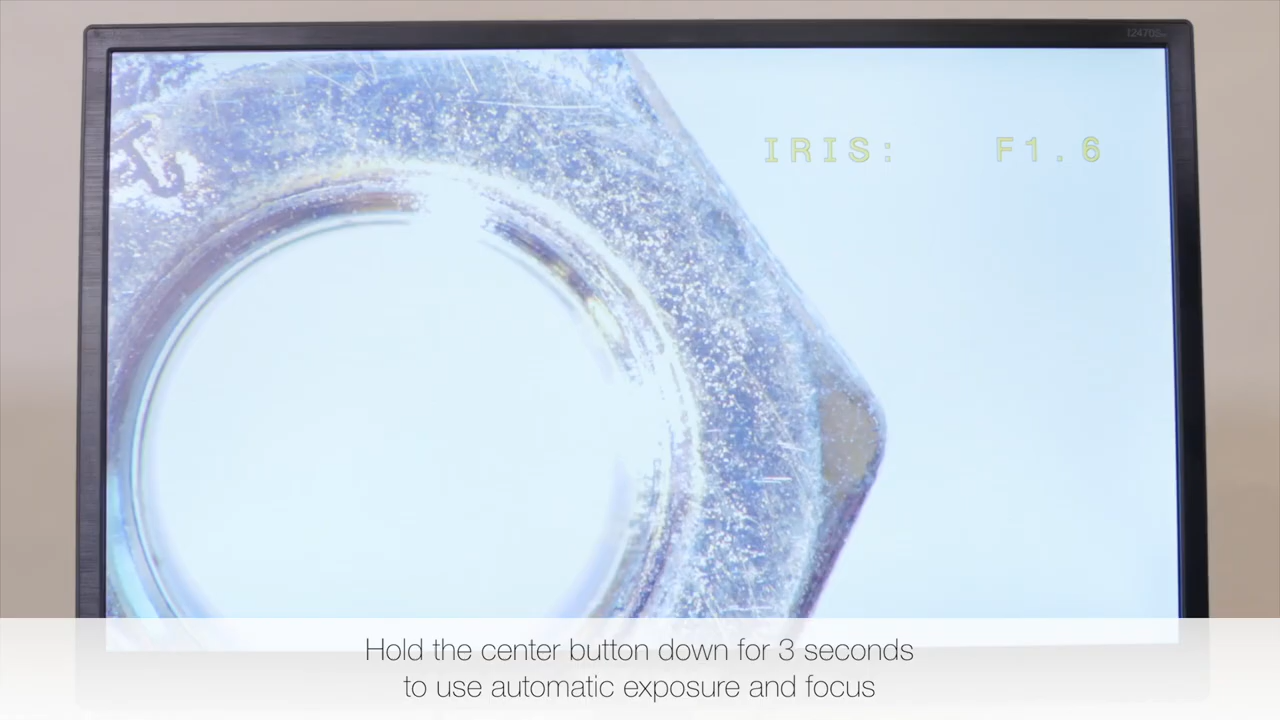 IRIS: F1.6
Hold the center button down for 3 seconds
to use automatic exposure and focus